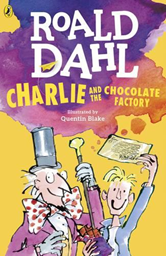 ROALD
DAHL
CHARLIE AND THE CHOCOLATE
FACTORY
Illustrated by
Quentin Blake